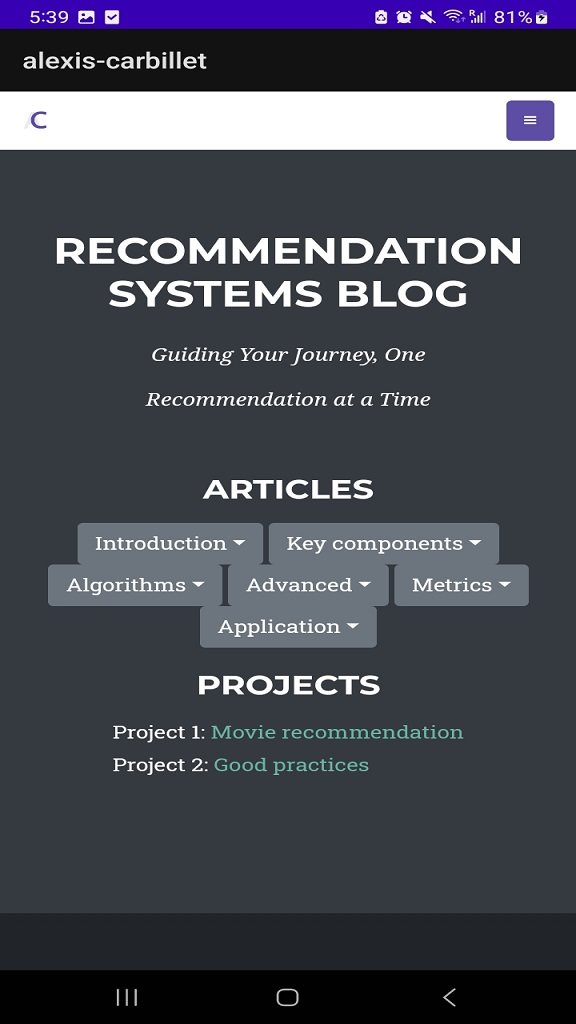 5:39 81%
alexis-carbillet
C
RECOMMENDATION
SYSTEMS BLOG
Guiding Your Journey, One
Recommendation at a Time
ARTICLES
Introduction Key components
Algorithms Advanced Metrics
Application
PROJECTS
Project 1: Movie recommendation
Project 2: Good practices